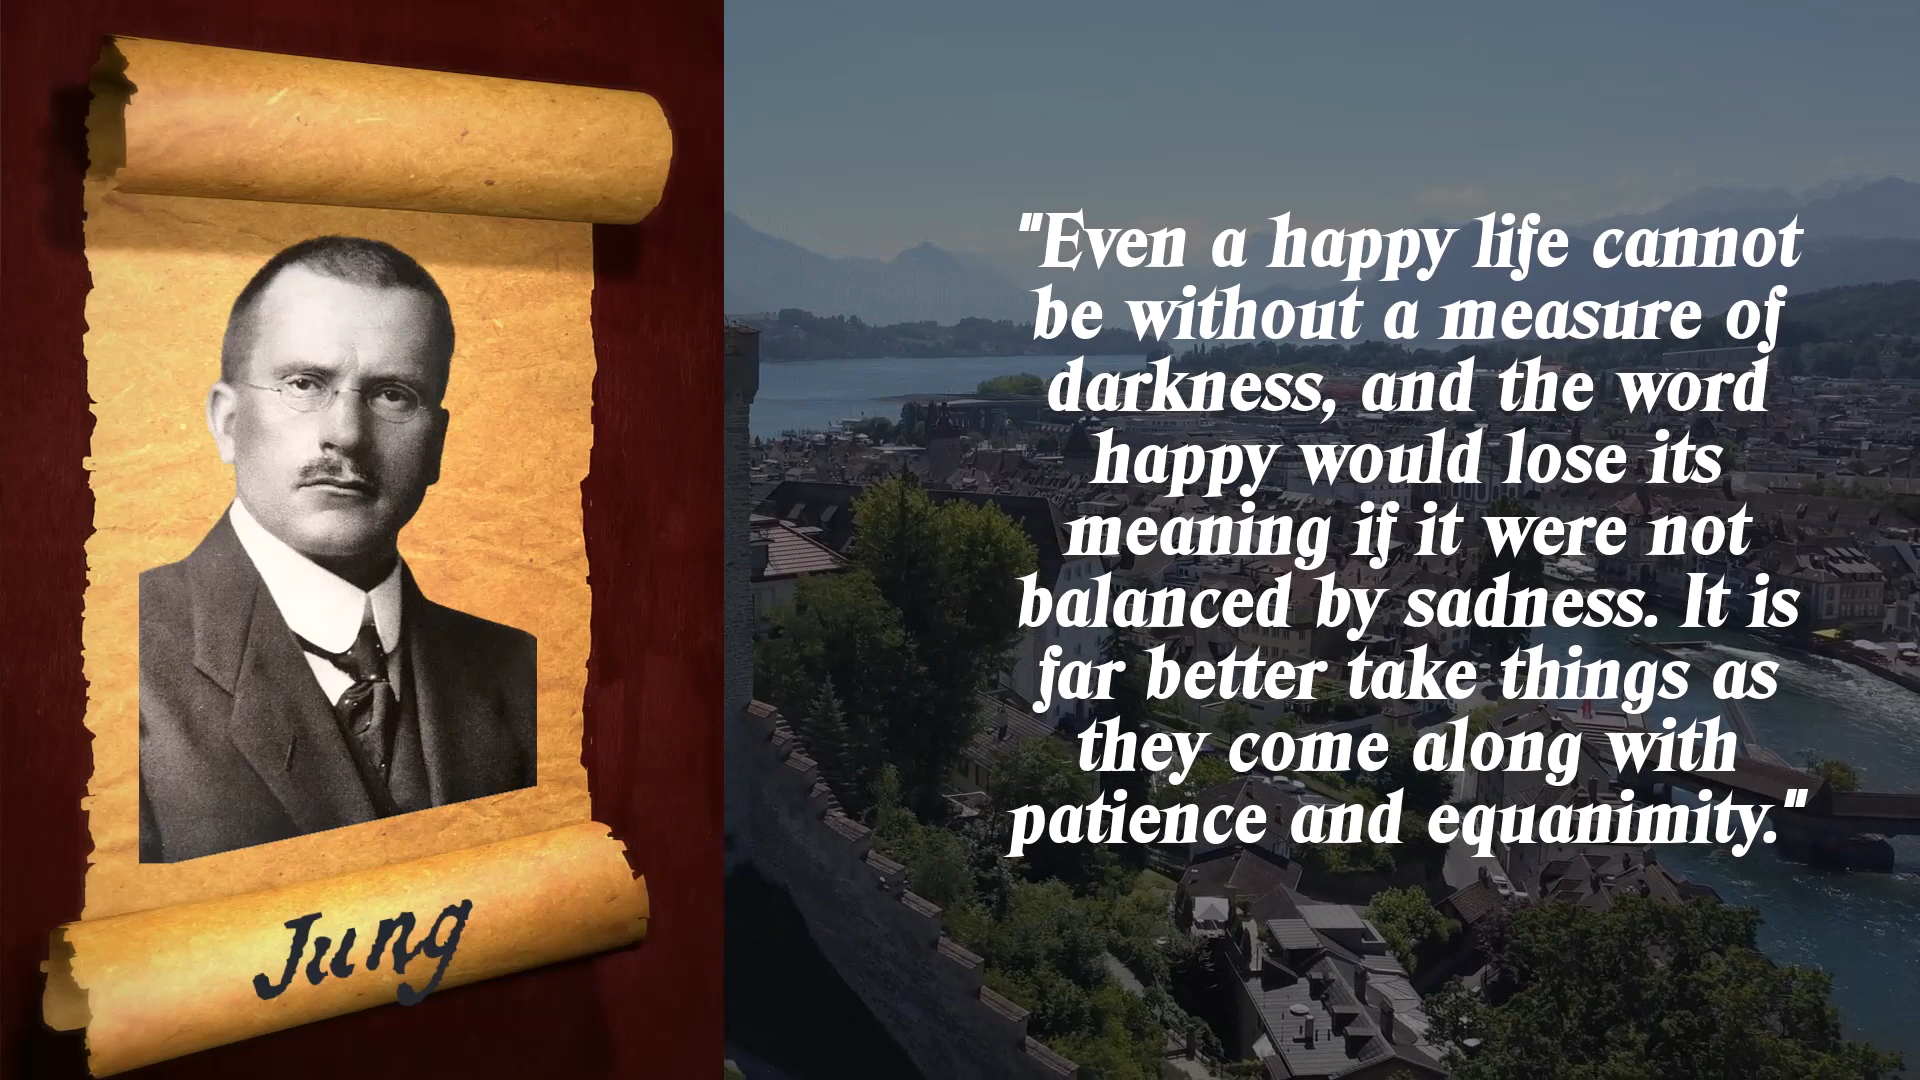 "Even a happy life cannot
be without a measure of
darkness, and the word
happy would lose its
meaning if it were not
balanced by sadness. It is
far better take things as
they come along with
patience and equanimity."
Jung